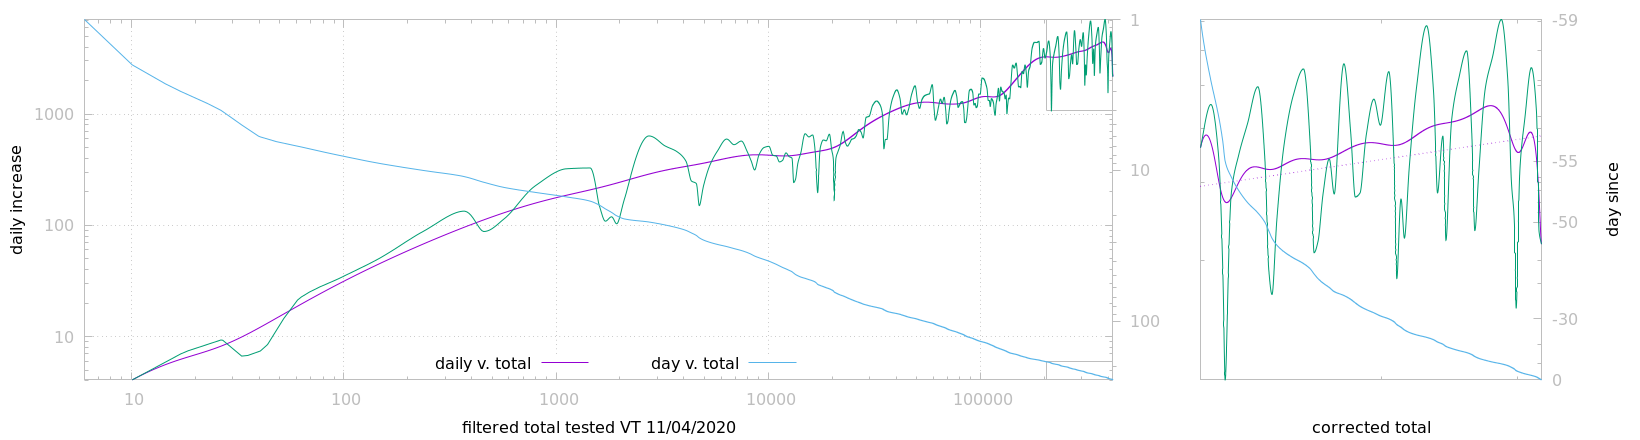 daily increase
1000
100
10
10
100
1000
10000
100000
filtered total tested VT 11/04/2020
daily v. total
day v. total
1
10
100
-59
-55
-50
-30
0
day since
corrected total